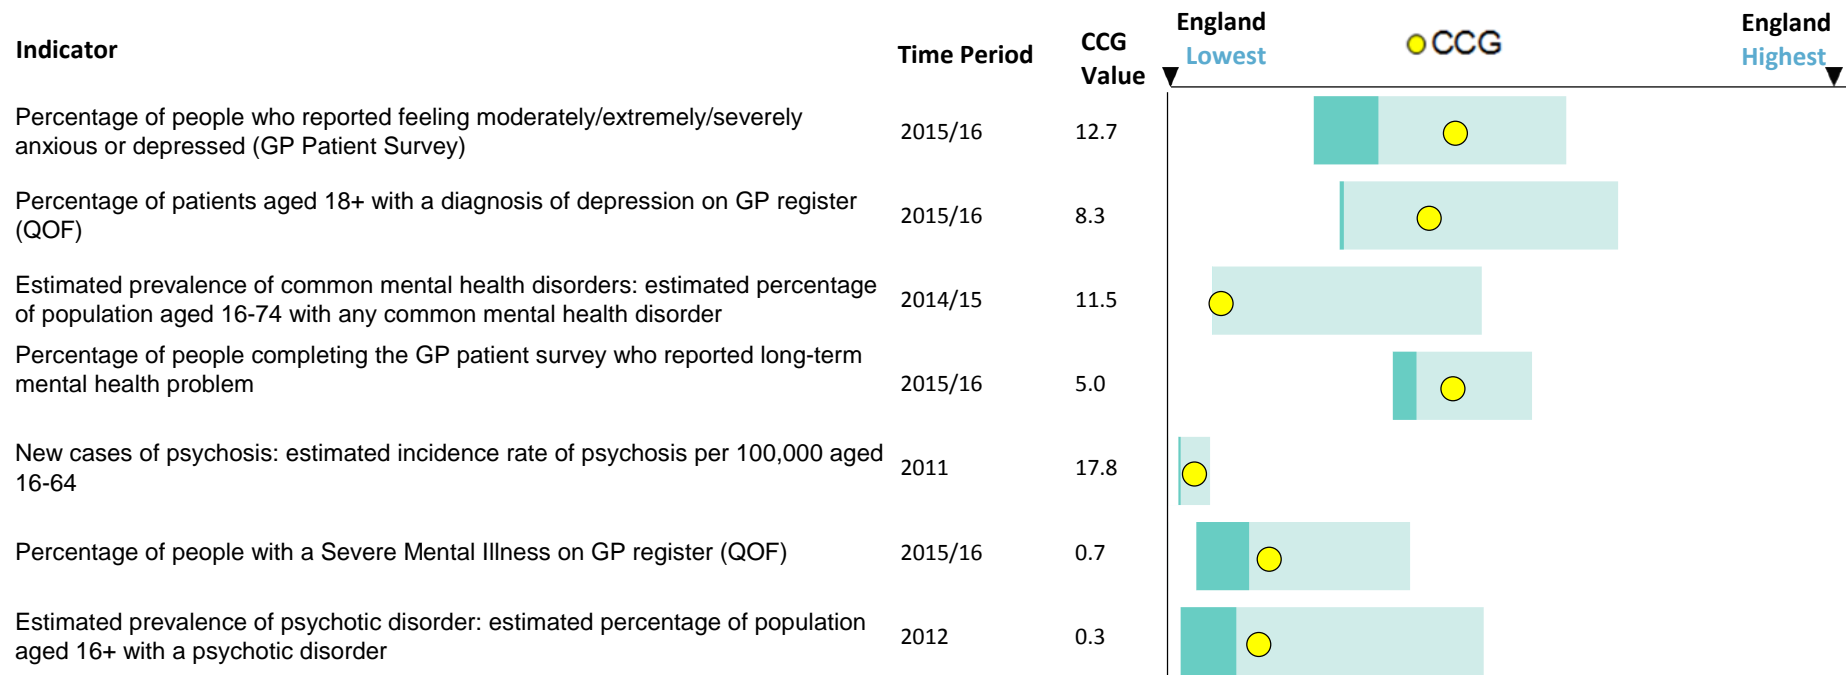 Indicator
Time Period
CCG
Value
England
Lowest
CCG
England
Highest
Percentage of people who reported feeling moderately/extremely/severely
anxious or depressed (GP Patient Survey)
2015/16
12.7
Percentage of patients aged 18+ with a diagnosis of depression on GP register
(QOF)
2015/16
8.3
Estimated prevalence of common mental health disorders: estimated percentage
of population aged 16-74 with any common mental health disorder
2014/15
11.5
Percentage of people completing the GP patient survey who reported long-term
mental health problem
2015/16
5.0
New cases of psychosis: estimated incidence rate of psychosis per 100,000 aged
16-64
2011
17.8
Percentage of people with a Severe Mental Illness on GP register (QOF)
2015/16
0.7
Estimated prevalence of psychotic disorder: estimated percentage of population
aged 16+ with a psychotic disorder
2012
0.3